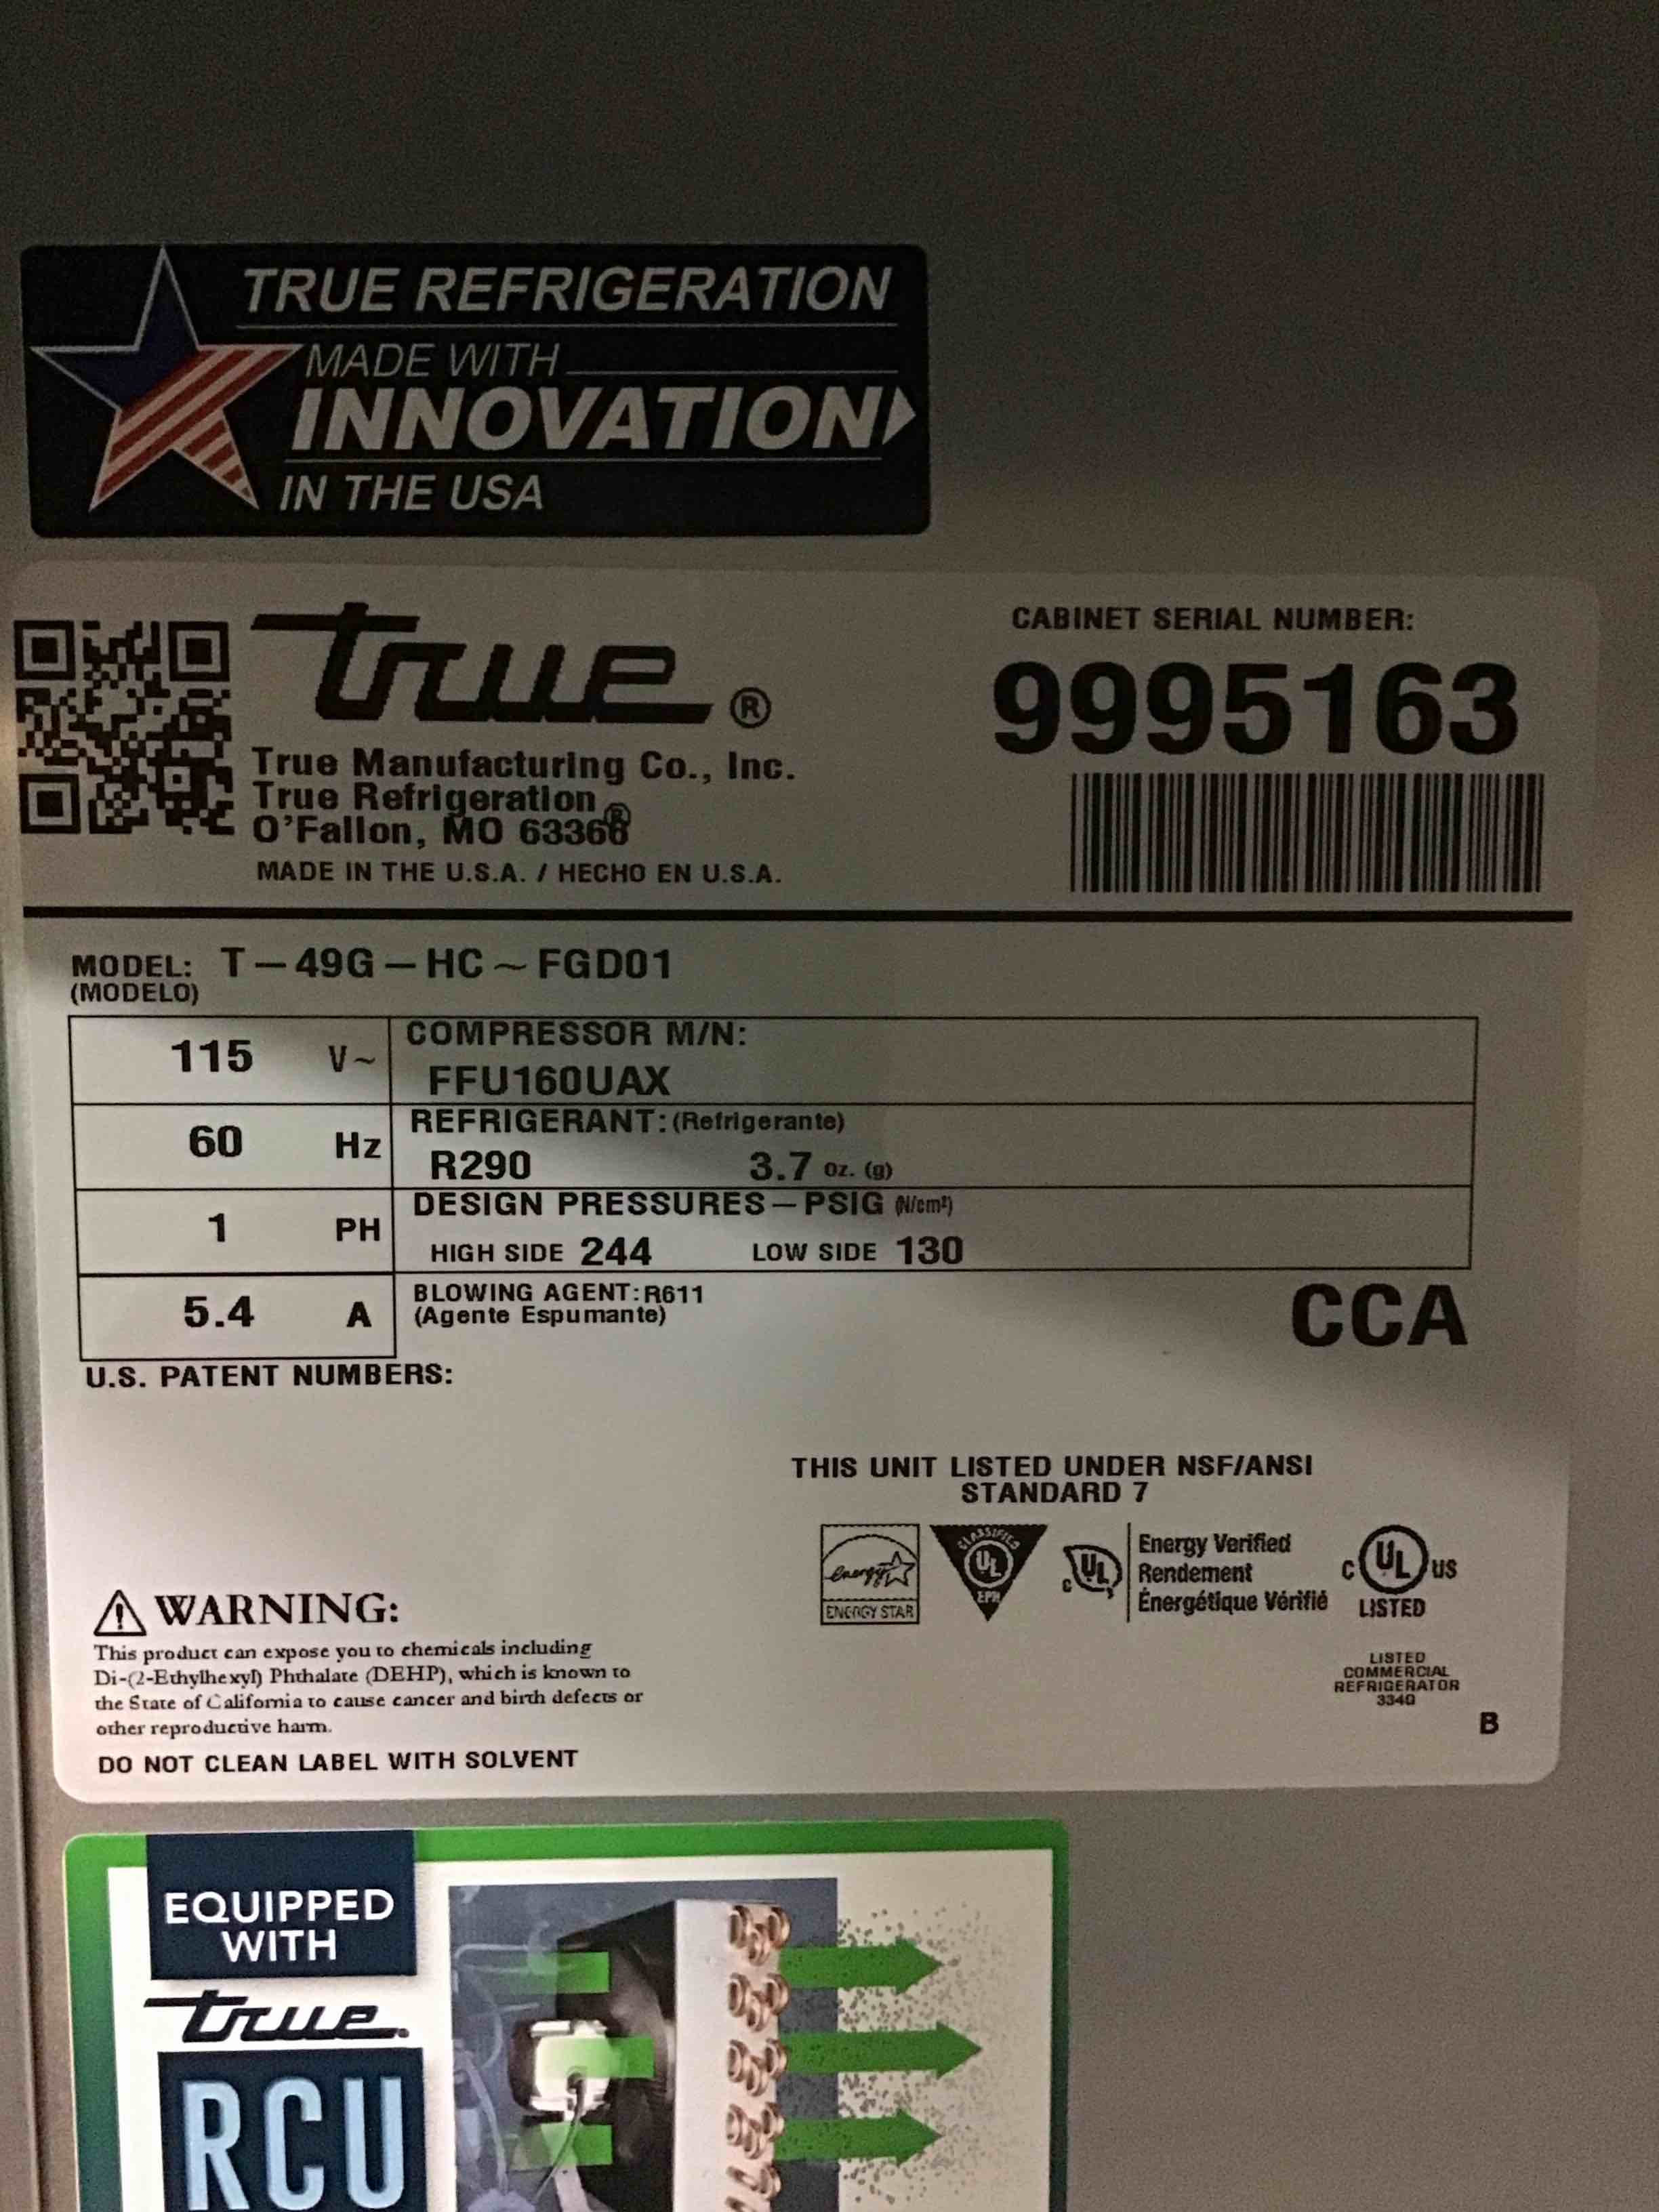 TRUE REFRIGERATION
MADE WITH
INNOVATION
IN THE USA
true®
CABINET SERIAL NUMBER:
9995163
True Manufacturing Co., Inc.
True Refrigeration ®
O'Fallon, MO 63366
MADE IN THE U.S.A. / HECHO EN U.S.A.
MODEL: T-49G-HC~FGD01
(MODELO)
115 V~
COMPRESSOR M/N:
FFU160UAX
60 Hz
REFRIGERANT: (Refrigerante)
R290 3.7 oz. (g)
1 PH
DESIGN PRESSURES-PSIG (N/cm²)
HIGH SIDE 244 LOW SIDE 130
5.4 A
BLOWING AGENT:R611
(Agente Espumante)
CCA
U.S. PATENT NUMBERS:
THIS UNIT LISTED UNDER NSF/ANSI
STANDARD 7
energy
ENERGY STAR
CLASSIFIED
UL
EPH
C UL
Energy Verified
Rendement
Énergétique Vérifié
C UL US
LISTED
LISTED
COMMERCIAL
REFRIGERATOR
334Q
B
WARNING:
This product can expose you to chemicals including
Di-(2-Ethylhexyl) Phthalate (DEHP), which is known to
the State of California to cause cancer and birth defects or
other reproductive harm.
DO NOT CLEAN LABEL WITH SOLVENT
EQUIPPED
WITH
true®
RCU